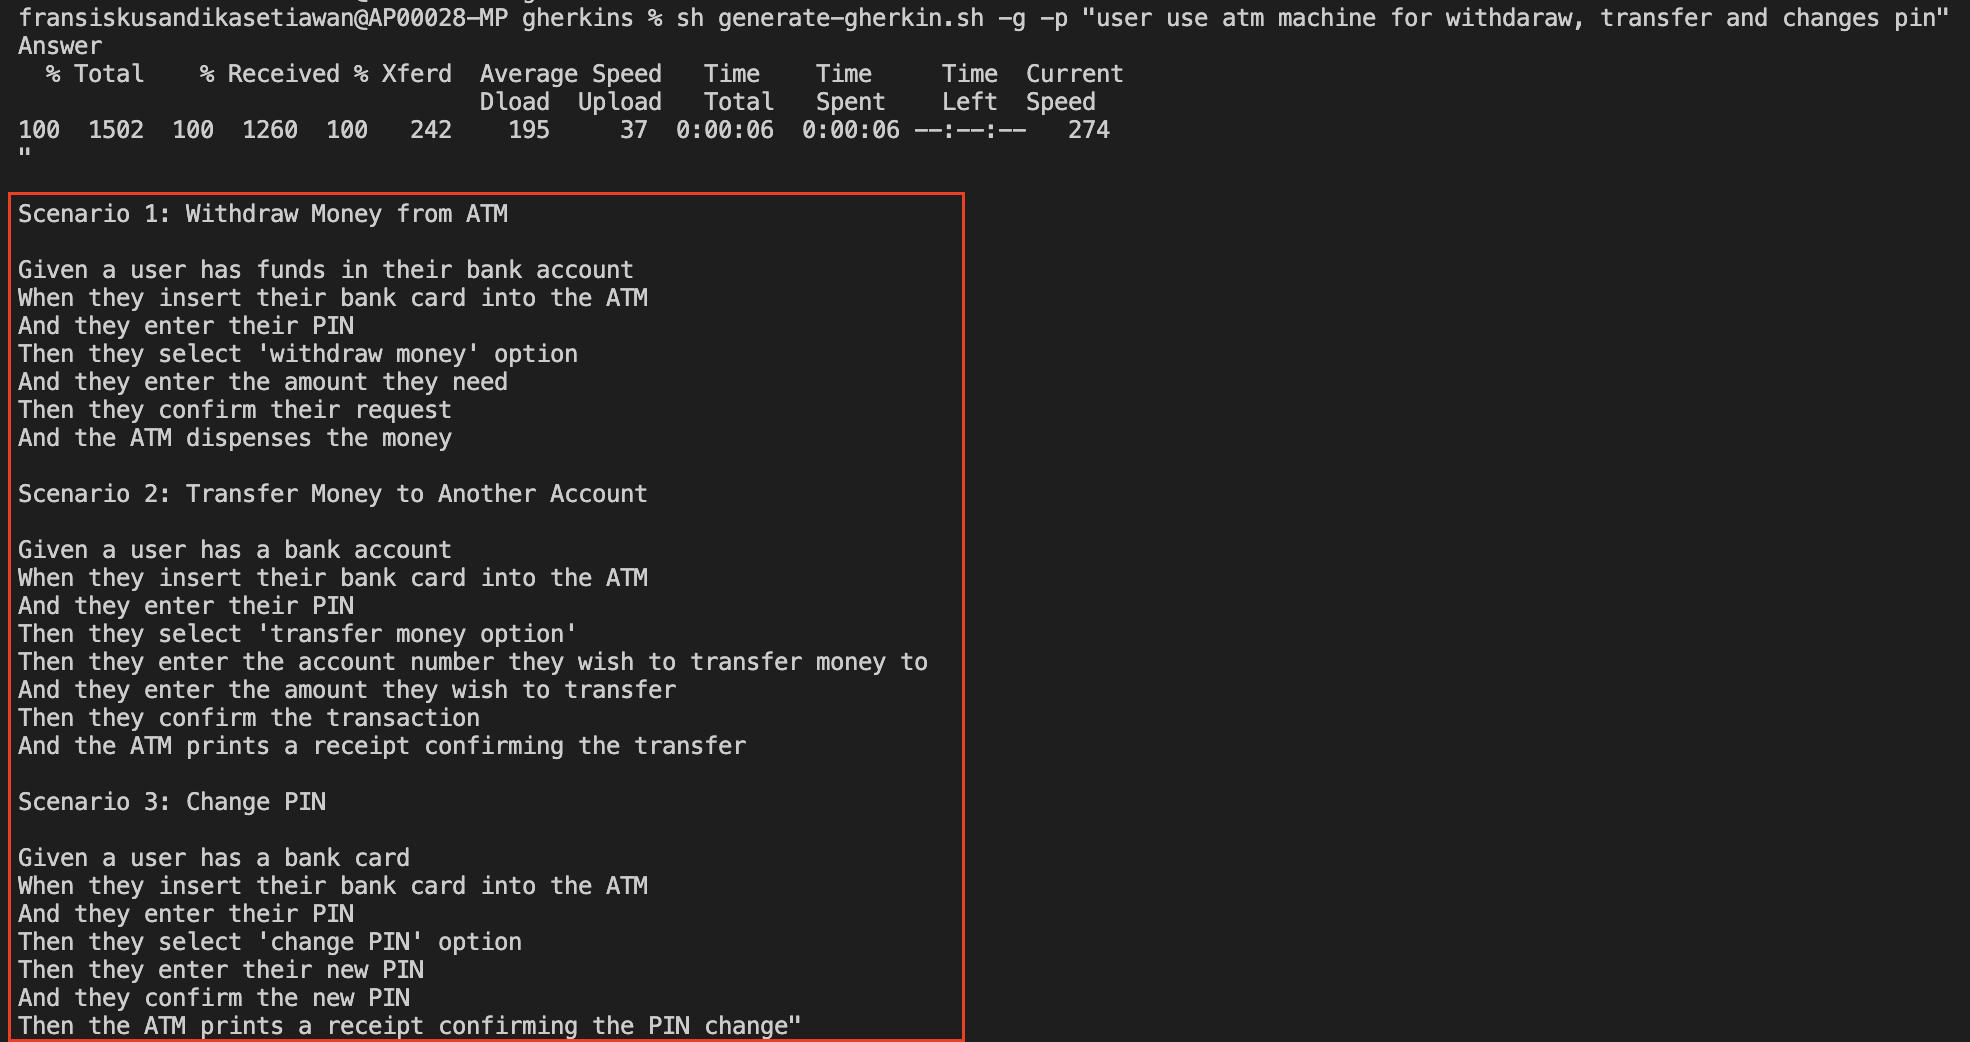 fransiskusandikasetiawan@AP00028-MP gherkins % sh generate-gherkin.sh -g -p "user use atm machine for withdaraw, transfer and changes pin"
Answer
  % Total    % Received % Xferd  Average Speed   Time    Time     Time  Current
                                 Dload  Upload   Total   Spent    Left  Speed
100  1502  100  1260  100   242    195     37  0:00:06  0:00:06 --:--:--   274
"
Scenario 1: Withdraw Money from ATM
Given a user has funds in their bank account
When they insert their bank card into the ATM
And they enter their PIN
Then they select 'withdraw money' option
And they enter the amount they need
Then they confirm their request
And the ATM dispenses the money
Scenario 2: Transfer Money to Another Account
Given a user has a bank account
When they insert their bank card into the ATM
And they enter their PIN
Then they select 'transfer money option'
Then they enter the account number they wish to transfer money to
And they enter the amount they wish to transfer
Then they confirm the transaction
And the ATM prints a receipt confirming the transfer
Scenario 3: Change PIN
Given a user has a bank card
When they insert their bank card into the ATM
And they enter their PIN
Then they select 'change PIN' option
Then they enter their new PIN
And they confirm the new PIN
Then the ATM prints a receipt confirming the PIN change"